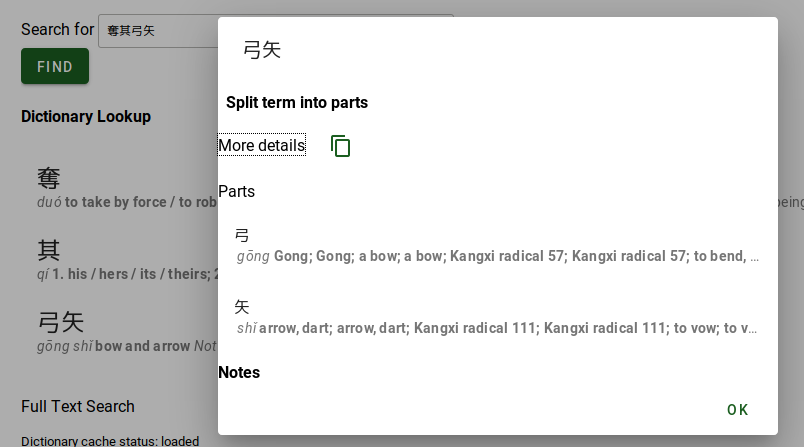 Search for 奪其弓矢
FIND
Dictionary Lookup
奪
duó to take by force / to rob
being
其
qí 1. his / hers / its / theirs; 2
弓矢
gōng shǐ bow and arrow Not
Full Text Search
Dictionary cache status: loaded
弓矢
Split term into parts
More details
Parts
弓
gōng Gong; Gong; a bow; a bow; Kangxi radical 57; Kangxi radical 57; to bend, ...
矢
shǐ arrow, dart; arrow, dart; Kangxi radical 111; Kangxi radical 111; to vow; to v...
Notes
OK